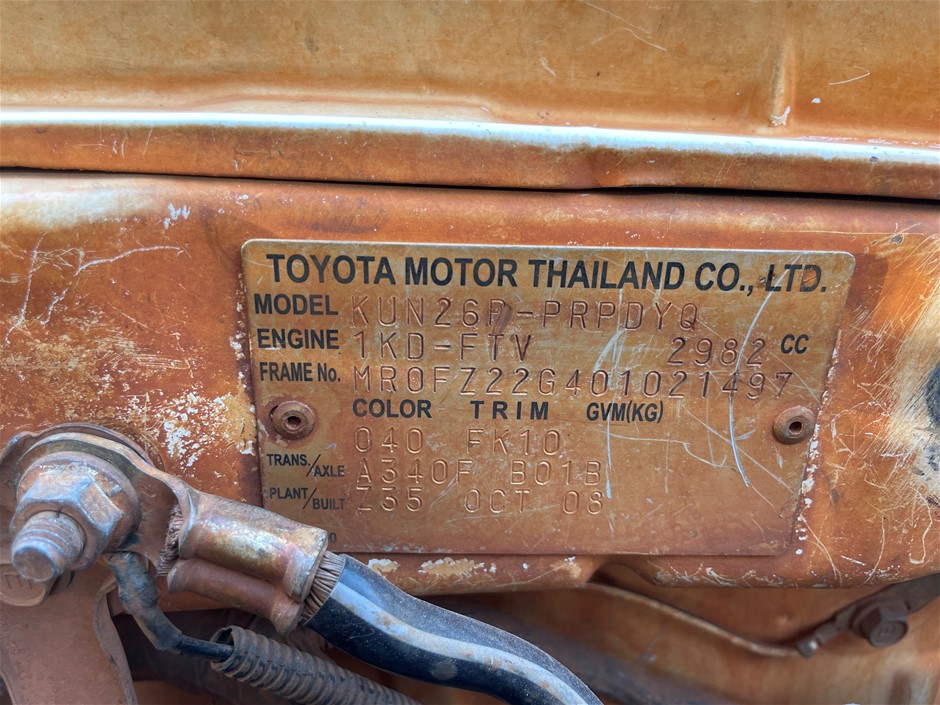 TOYOTA MOTOR THAILAND CO., LTD.
MODEL KUN26R-PRPDYQ
ENGINE 1KD-FTV 2982 CC
FRAME No. MR0FZ22G401021497
COLOR TRIM GVM(KG)
040 FK10
TRANS./AXLE A340F B01B
PLANT/BUILT Z35 OCT 08